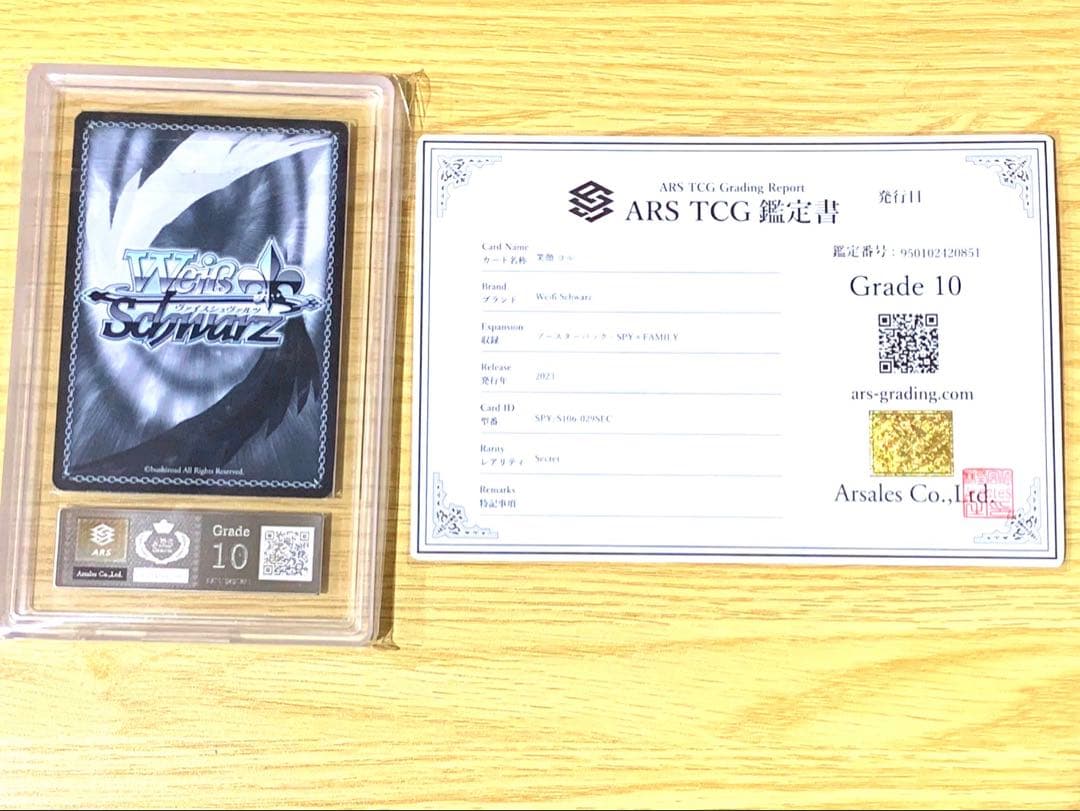 Weiß
ヴァイスシュヴァルツ
Schwarz
©bushiroad All Rights Reserved.
ARS
Arsales Co.,Ltd.
Grade
10
ARS TCG Grading Report
ARS TCG 鑑定書
発行日
鑑定番号：950102420851
Grade 10
ars-grading.com
Arsales Co.,Ltd.
Card Name
カード名称 笑顔 ヨル
Brand
ブランド Weiß Schwarz
Expansion
収録 ブースターパック SPY×FAMILY
Release
発行年 2023
Card ID
型番 SPY/S106-029SEC
Rarity
レアリティ Secret
Remarks
特記事項